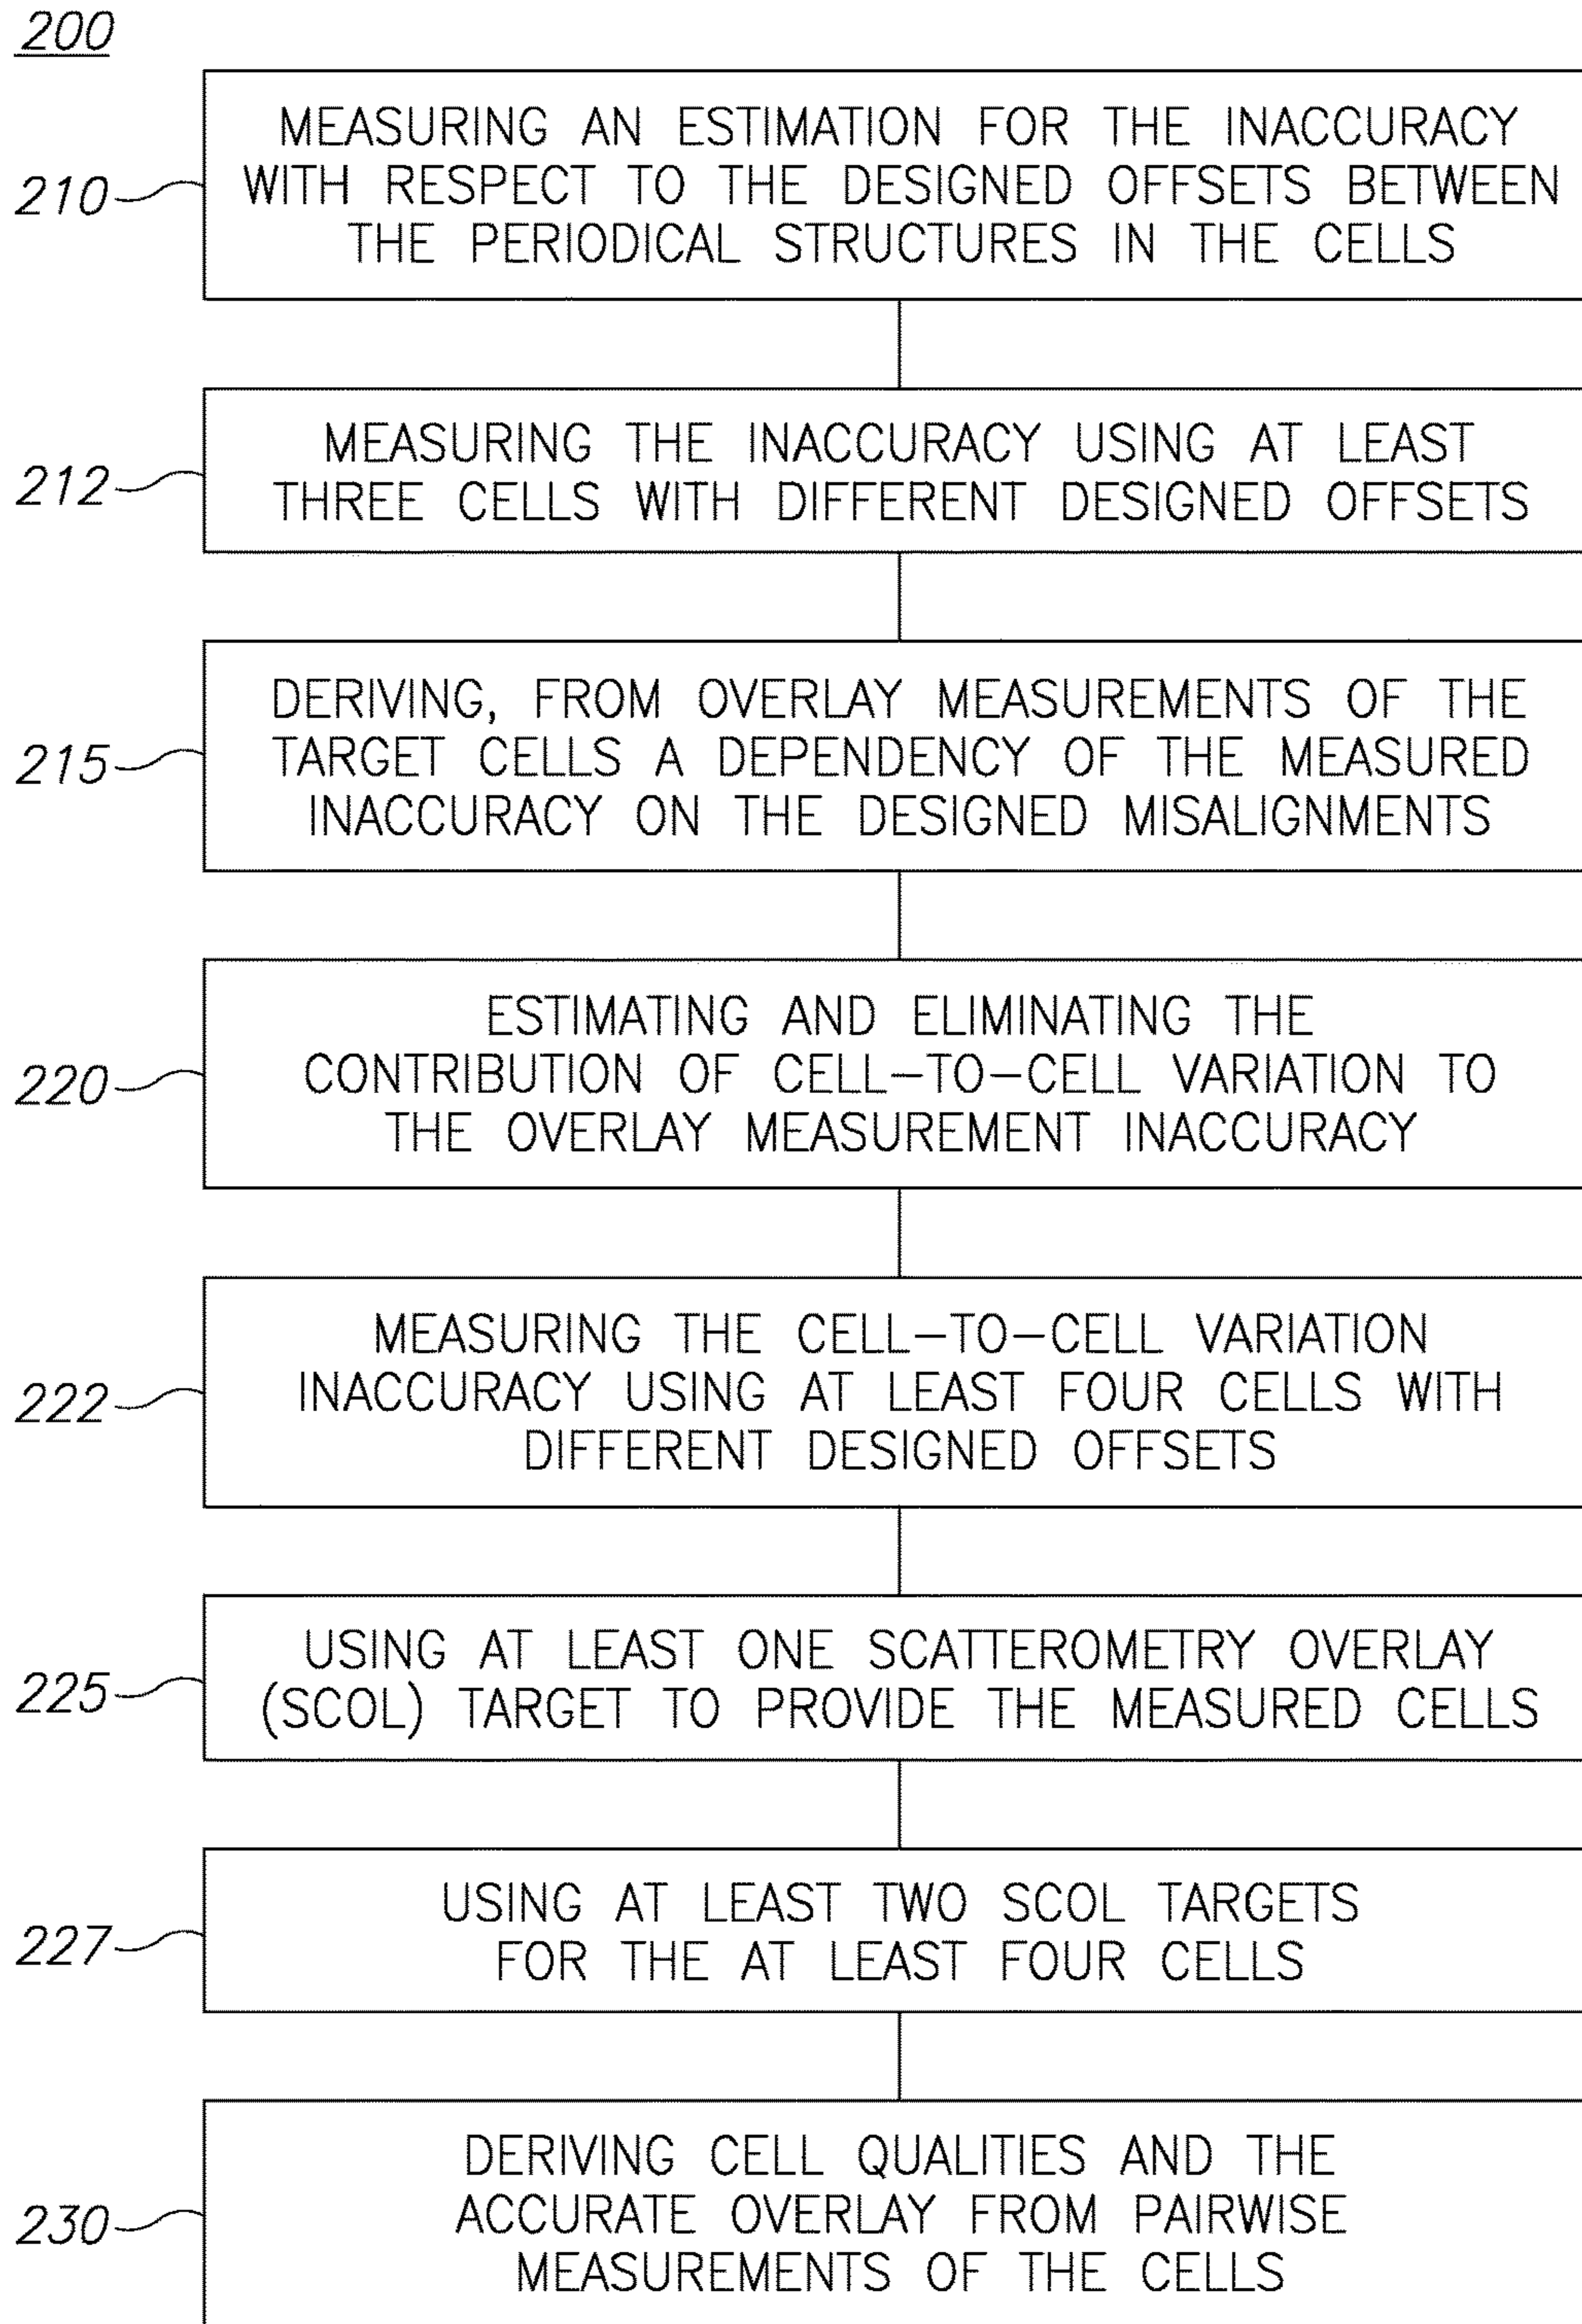 200
MEASURING AN ESTIMATION FOR THE INACCURACY
WITH RESPECT TO THE DESIGNED OFFSETS BETWEEN
THE PERIODICAL STRUCTURES IN THE CELLS
210
MEASURING THE INACCURACY USING AT LEAST
THREE CELLS WITH DIFFERENT DESIGNED OFFSETS
212
DERIVING, FROM OVERLAY MEASUREMENTS OF THE
TARGET CELLS A DEPENDENCY OF THE MEASURED
INACCURACY ON THE DESIGNED MISALIGNMENTS
215
ESTIMATING AND ELIMINATING THE
CONTRIBUTION OF CELL-TO-CELL VARIATION TO
THE OVERLAY MEASUREMENT INACCURACY
220
MEASURING THE CELL-TO-CELL VARIATION
INACCURACY USING AT LEAST FOUR CELLS WITH
DIFFERENT DESIGNED OFFSETS
222
USING AT LEAST ONE SCATTEROMETRY OVERLAY
(SCOL) TARGET TO PROVIDE THE MEASURED CELLS
225
USING AT LEAST TWO SCOL TARGETS
FOR THE AT LEAST FOUR CELLS
227
DERIVING CELL QUALITIES AND THE
ACCURATE OVERLAY FROM PAIRWISE
MEASUREMENTS OF THE CELLS
230